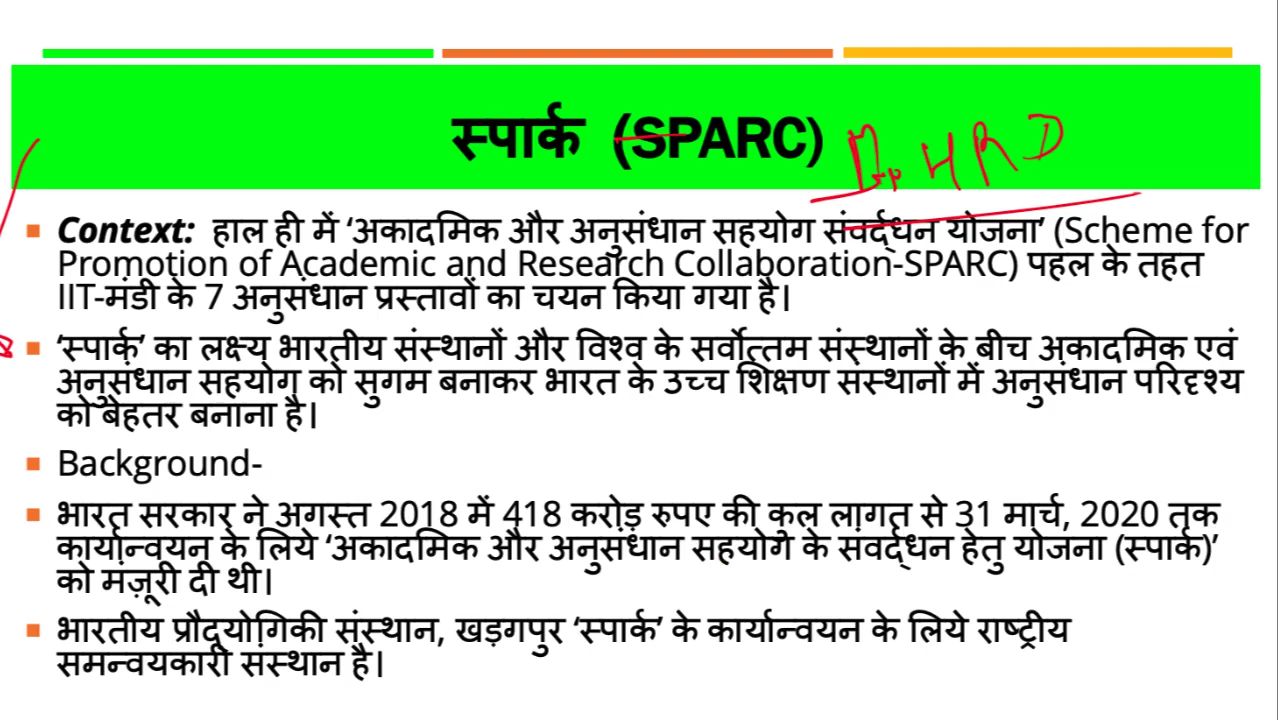 स्पार्क (SPARC)
HRD
Context: हाल ही में ‘अकादमिक और अनुसंधान सहयोग संवर्द्धन योजना’ (Scheme for
Promotion of Academic and Research Collaboration-SPARC) पहल के तहत
IIT-मंडी के 7 अनुसंधान प्रस्तावों का चयन किया गया है।
‘स्पार्क’ का लक्ष्य भारतीय संस्थानों और विश्व के सर्वोत्तम संस्थानों के बीच अकादमिक एवं
अनुसंधान सहयोग को सुगम बनाकर भारत के उच्च शिक्षण संस्थानों में अनुसंधान परिदृश्य
को बेहतर बनाना है।
Background-
भारत सरकार ने अगस्त 2018 में 418 करोड़ रुपए की कुल लागत से 31 मार्च, 2020 तक
कार्यान्वयन के लिये ‘अकादमिक और अनुसंधान सहयोग के संवर्द्धन हेतु योजना (स्पार्क)’
को मंज़ूरी दी थी।
भारतीय प्रौद्योगिकी संस्थान, खड़गपुर ‘स्पार्क’ के कार्यान्वयन के लिये राष्ट्रीय
समन्वयकारी संस्थान है।